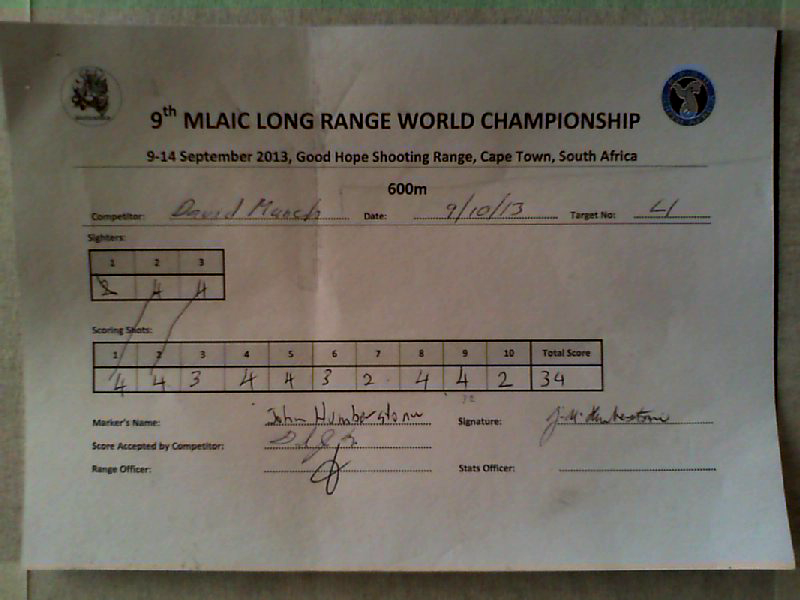 9th MLAIC LONG RANGE WORLD CHAMPIONSHIP
9-14 September 2013, Good Hope Shooting Range, Cape Town, South Africa
600m
Competitor: David Date: 9/10/13 Target No: 4
Sighters:
1 2 3
2 4 4
Scoring Shots:
1 2 3 4 5 6 7 8 9 10 Total Score
4 4 3 4 4 3 2 4 4 2 34
Marker's Name: John Humberstone Signature: J. Humberstone
Score Accepted by Competitor:
Range Officer: Stats Officer: